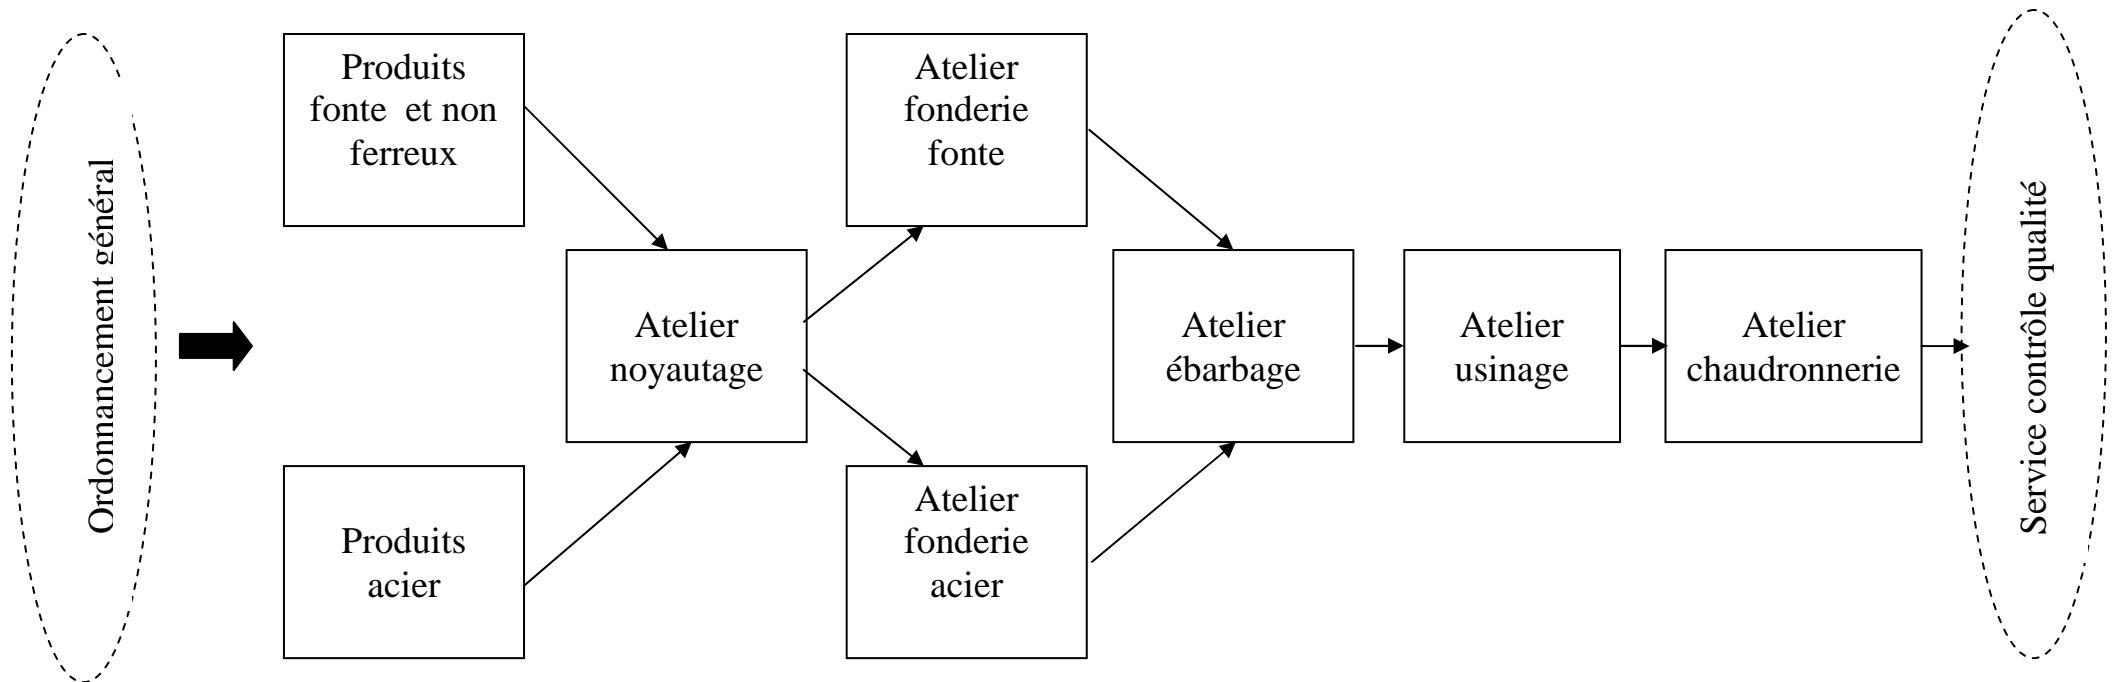 Ordonnancement général
Produits
fonte et non
ferreux
Produits
acier
Atelier
noyautage
Atelier
fonderie
fonte
Atelier
fonderie
acier
Atelier
ébarbage
Atelier
usinage
Atelier
chaudronnerie
Service contrôle qualité